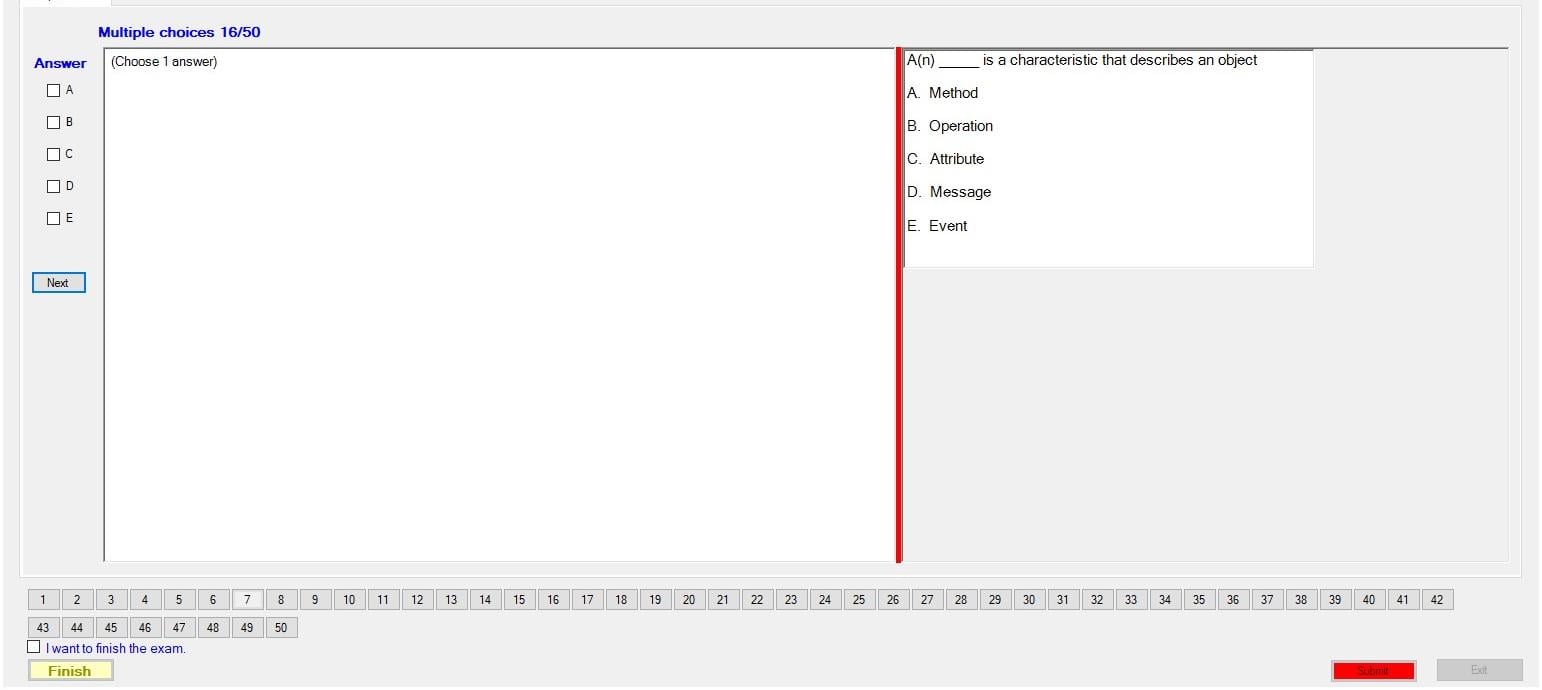 Multiple choices 16/50
Answer
(Choose 1 answer)
A
B
C
D
E
Next
A(n) _____ is a characteristic that describes an object
A. Method
B. Operation
C. Attribute
D. Message
E. Event
1 2 3 4 5 6 7 8 9 10 11 12 13 14 15 16 17 18 19 20 21 22 23 24 25 26 27 28 29 30 31 32 33 34 35 36 37 38 39 40 41 42
43 44 45 46 47 48 49 50
I want to finish the exam.
Finish
Submit
Exit